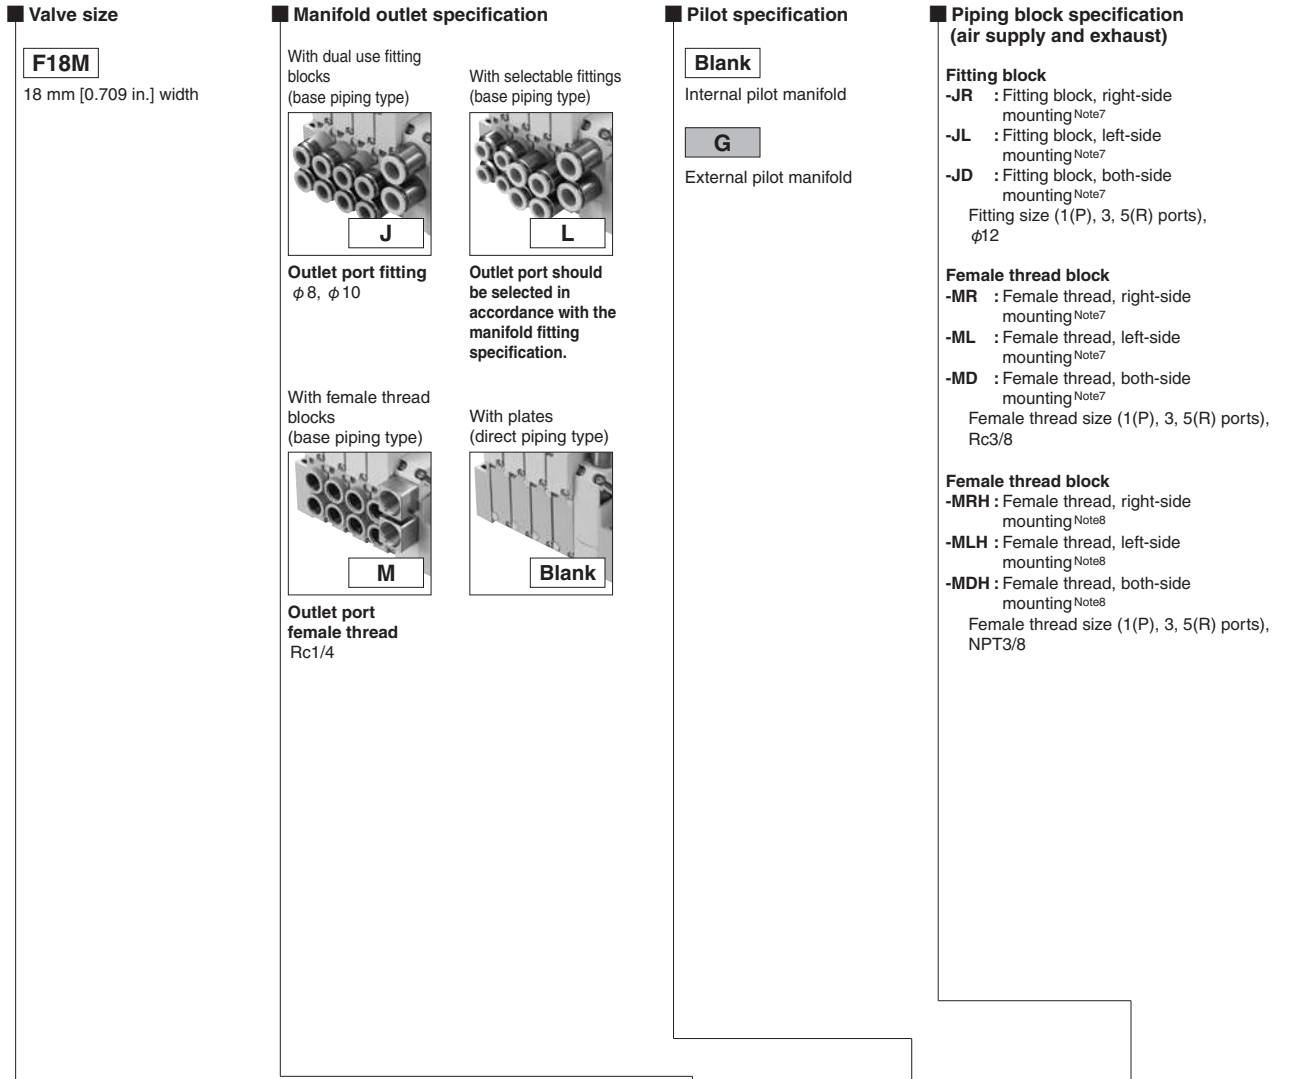 Valve size
F18M
18 mm [0.709 in.] width
Manifold outlet specification
With dual use fitting
blocks
(base piping type)
J
Outlet port fitting
φ8, φ10
With selectable fittings
(base piping type)
L
Outlet port should
be selected in
accordance with the
manifold fitting
specification.
With female thread
blocks
(base piping type)
M
Outlet port
female thread
Rc1/4
With plates
(direct piping type)
Blank
Pilot specification
Blank
Internal pilot manifold
G
External pilot manifold
Piping block specification
(air supply and exhaust)
Fitting block
-JR : Fitting block, right-side
mounting Note7
-JL : Fitting block, left-side
mounting Note7
-JD : Fitting block, both-side
mounting Note7
Fitting size (1(P), 3, 5(R) ports),
φ12
Female thread block
-MR : Female thread, right-side
mounting Note7
-ML : Female thread, left-side
mounting Note7
-MD : Female thread, both-side
mounting Note7
Female thread size (1(P), 3, 5(R) ports),
Rc3/8
Female thread block
-MRH : Female thread, right-side
mounting Note8
-MLH : Female thread, left-side
mounting Note8
-MDH : Female thread, both-side
mounting Note8
Female thread size (1(P), 3, 5(R) ports),
NPT3/8